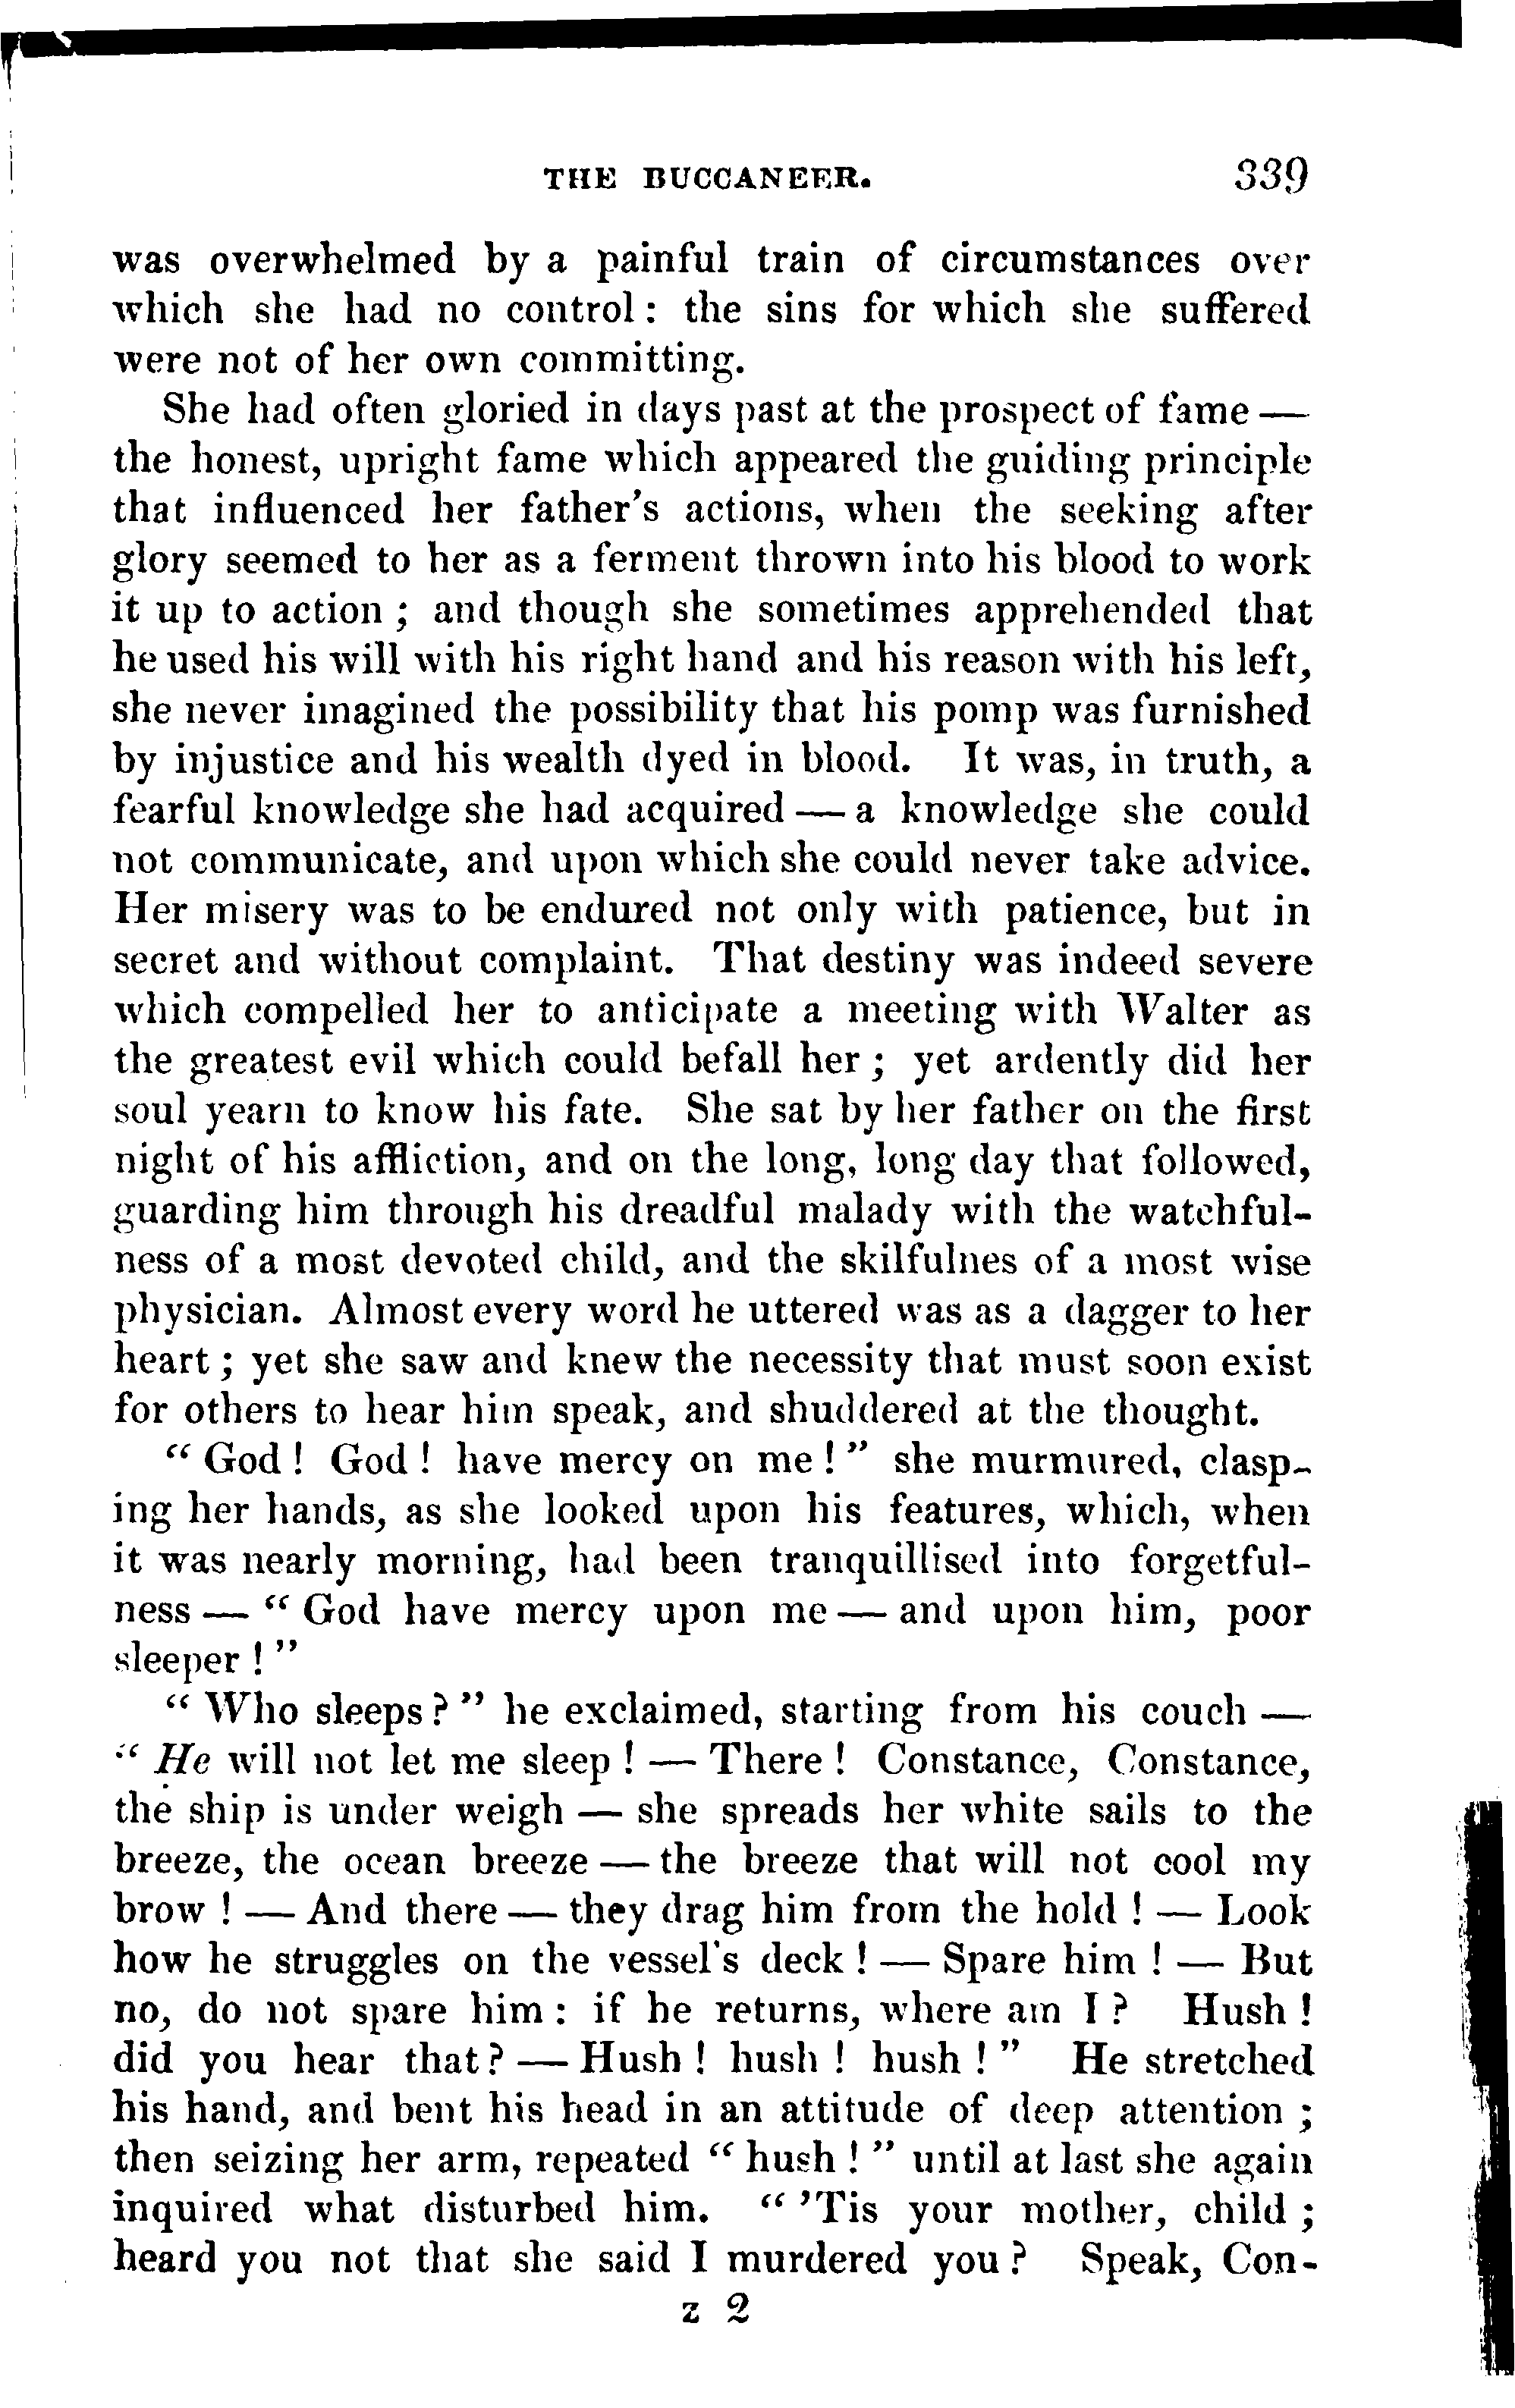 THE BUCCANEER. 339
was overwhelmed by a painful train of circumstances over
which she had no control : the sins for which she suffered
were not of her own committing.
She had often gloried in days past at the prospect of fame —
the honest, upright fame which appeared the guiding principle
that influenced her father's actions, when the seeking after
glory seemed to her as a ferment thrown into his blood to work
it up to action ; and though she sometimes apprehended that
he used his will with his right hand and his reason with his left,
she never imagined the possibility that his pomp was furnished
by injustice and his wealth dyed in blood. It was, in truth, a
fearful knowledge she had acquired — a knowledge she could
not communicate, and upon which she could never take advice.
Her misery was to be endured not only with patience, but in
secret and without complaint. That destiny was indeed severe
which compelled her to anticipate a meeting with Walter as
the greatest evil which could befall her ; yet ardently did her
soul yearn to know his fate. She sat by her father on the first
night of his affliction, and on the long, long day that followed,
guarding him through his dreadful malady with the watchful-
ness of a most devoted child, and the skilfulnes of a most wise
physician. Almost every word he uttered was as a dagger to her
heart ; yet she saw and knew the necessity that must soon exist
for others to hear him speak, and shuddered at the thought.
“ God ! God ! have mercy on me ! ” she murmured, clasp-
ing her hands, as she looked upon his features, which, when
it was nearly morning, had been tranquillised into forgetful-
ness — “ God have mercy upon me — and upon him, poor
sleeper ! ”
“ Who sleeps ? ” he exclaimed, starting from his couch —
“ He will not let me sleep ! — There ! Constance, Constance,
the ship is under weigh — she spreads her white sails to the
breeze, the ocean breeze — the breeze that will not cool my
brow ! — And there — they drag him from the hold ! — Look
how he struggles on the vessel's deck ! — Spare him ! — But
no, do not spare him : if he returns, where am I ? Hush !
did you hear that ? — Hush ! hush ! hush ! ” He stretched
his hand, and bent his head in an attitude of deep attention ;
then seizing her arm, repeated “ hush ! ” until at last she again
inquired what disturbed him. “ ’Tis your mother, child ;
heard you not that she said I murdered you ? Speak, Con-
z 2